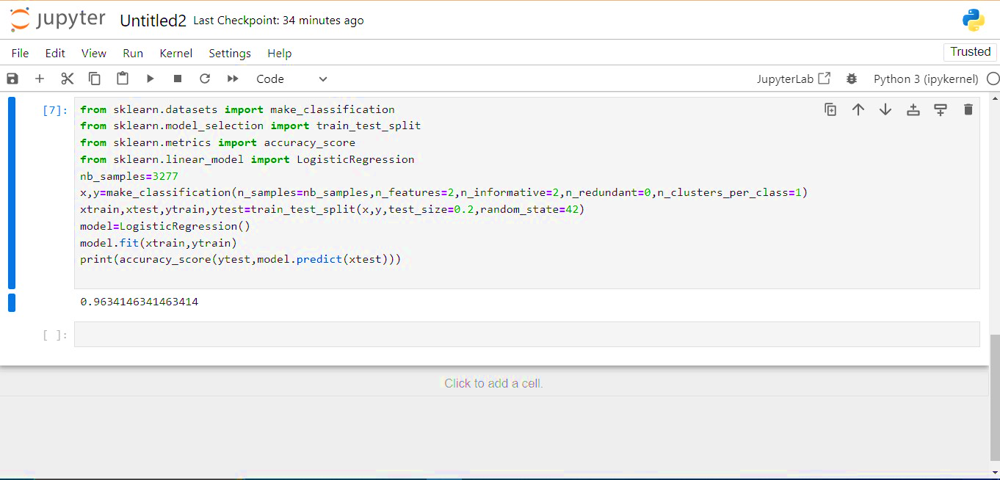 jupyter Untitled2 Last Checkpoint: 34 minutes ago
File Edit View Run Kernel Settings Help Trusted
Code JupyterLab Python 3 (ipykernel)
[7]: from sklearn.datasets import make_classification
from sklearn.model_selection import train_test_split
from sklearn.metrics import accuracy_score
from sklearn.linear_model import LogisticRegression
nb_samples=3277
x,y=make_classification(n_samples=nb_samples,n_features=2,n_informative=2,n_redundant=0,n_clusters_per_class=1)
xtrain,xtest,ytrain,ytest=train_test_split(x,y,test_size=0.2,random_state=42)
model=LogisticRegression()
model.fit(xtrain,ytrain)
print(accuracy_score(ytest,model.predict(xtest)))
0.9634146341463414
[ ]:
Click to add a cell.